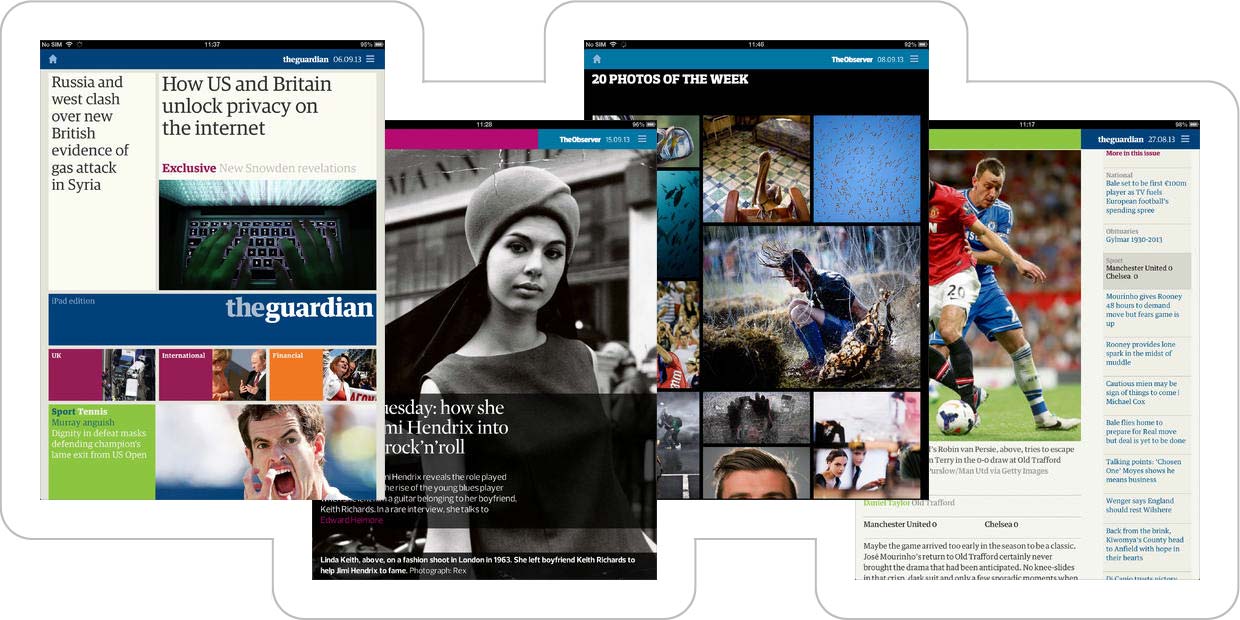 No SIM
11:37
95%
theguardian 06.09.13
Russia and
west clash
over new
British
evidence of
gas attack
in Syria
How US and Britain
unlock privacy on
the internet
Exclusive New Snowden revelations
iPad edition
theguardian
UK
International
Financial
Sport Tennis
Murray anguish
Dignity in defeat masks
defending champion's
lame exit from US Open
11:28
96%
TheObserver 15.09.13
nesday: how she
mi Hendrix into
rock'n'roll
Hendrix reveals the role played
he rise of the young blues player
a guitar belonging to her boyfriend,
Keith Richards. In a rare interview, she talks to
Edward Helmore
Linda Keith, above, on a fashion shoot in London in 1963. She left boyfriend Keith Richards to
help Jimi Hendrix to fame. Photograph: Rex
No SIM
11:46
92%
TheObserver 08.09.13
20 PHOTOS OF THE WEEK
11:17
98%
theguardian 27.08.13
20
's Robin van Persie, above, tries to escape
n Terry in the 0-0 draw at Old Trafford
Purslow/Man Utd via Getty Images
Daniel Taylor Old Trafford
Manchester United 0 Chelsea 0
Maybe the game arrived too early in the season to be a classic.
José Mourinho's return to Old Trafford certainly never
brought the drama that had been anticipated. No knee-slides
in that crisp, dark suit and only a few sporadic moments when
More in this issue
National
Bale set to be first €100m
player as TV fuels
European football's
spending spree
Obituaries
Gylmar 1930-2013
Sport
Manchester United 0
Chelsea 0
Mourinho gives Rooney
48 hours to demand
move but fears game is
up
Rooney provides lone
spark in the midst of
muddle
Cautious mien may be
sign of things to come |
Michael Cox
Bale flies home to
prepare for Real move
but deal is yet to be done
Talking points: 'Chosen
One' Moyes shows he
means business
Wenger says England
should rest Wilshere
Back from the brink,
Kiwomya's County head
to Anfield with hope in
their hearts
Di Canio trusts victory